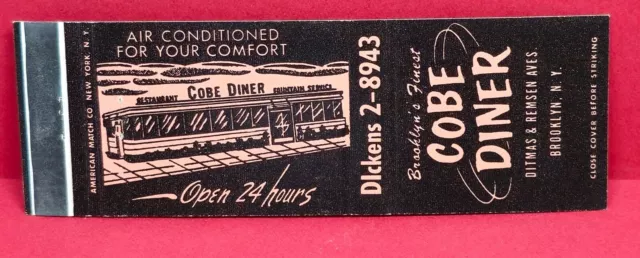 AMERICAN MATCH CO NEW YORK, N.Y.
AIR CONDITIONED
FOR YOUR COMFORT
RESTAURANT COBE DINER FOUNTAIN SERVICE
Open 24 hours
DIckens 2-8943
Brooklyn's Finest
COBE
DINER
DITMAS & REMSEN AVES.
BROOKLYN, N.Y.
CLOSE COVER BEFORE STRIKING